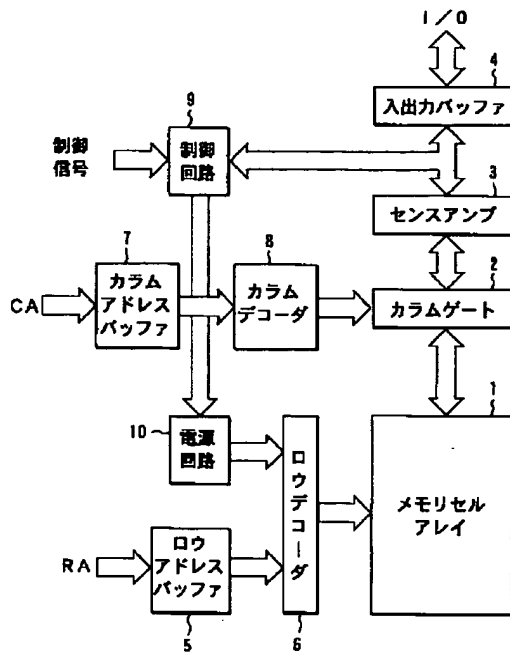 I/O
4
入出力バッファ
9
制御
信号
制御
回路
3
センスアンプ
7
8
2
CA
カラム
アドレス
バッファ
カラム
デコーダ
カラムゲート
1
10
電源
回路
ロウデコーダ
メモリセル
アレイ
RA
ロウ
アドレス
バッファ
5
6